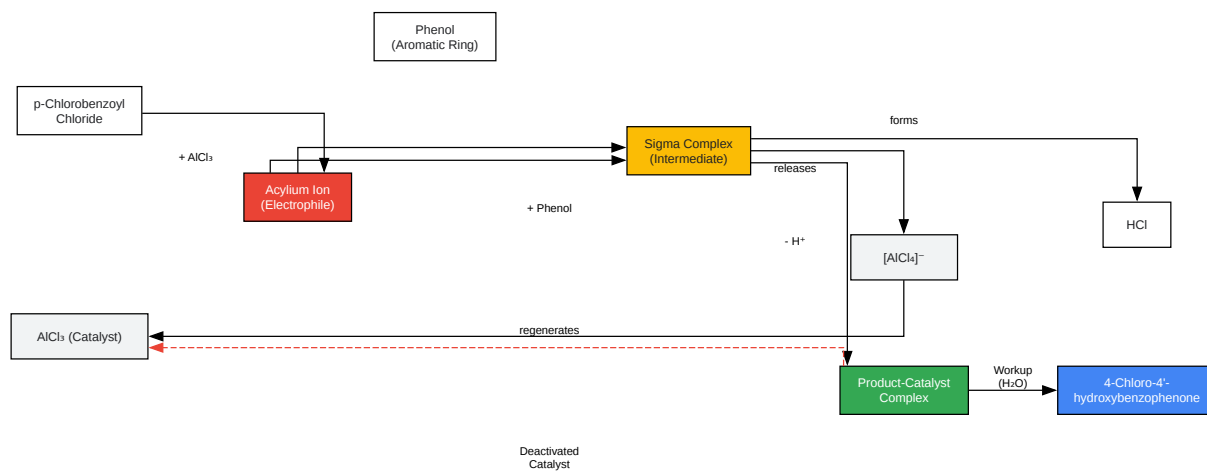 Phenol
(Aromatic Ring)
p-Chlorobenzoyl
Chloride
+ AlCl₃
Acylium Ion
(Electrophile)
+ Phenol
Sigma Complex
(Intermediate)
forms
releases
- H⁺
HCl
[AlCl₄]⁻
AlCl₃ (Catalyst)
regenerates
Product-Catalyst
Complex
Workup
(H₂O)
4-Chloro-4'-
hydroxybenzophenone
Deactivated
Catalyst